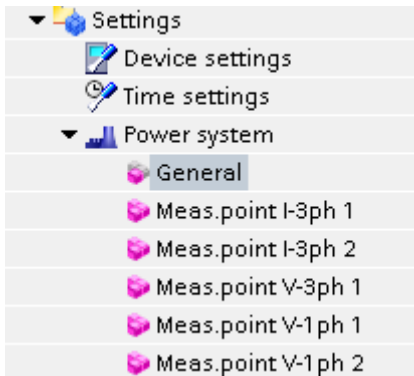 Settings
Device settings
Time settings
Power system
General
Meas.point I-3ph 1
Meas.point I-3ph 2
Meas.point V-3ph 1
Meas.point V-1ph 1
Meas.point V-1ph 2